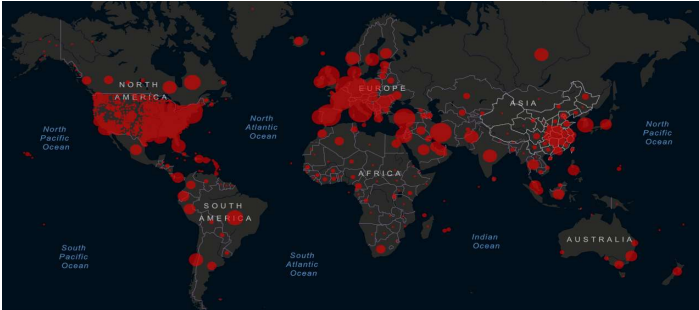 NORTH
AMERICA
EUROPE
ASIA
North
Pacific
Ocean
North
Atlantic
Ocean
North
Pacific
Ocean
AFRICA
SOUTH
AMERICA
Indian
Ocean
AUSTRALIA
South
Pacific
Ocean
South
Atlantic
Ocean